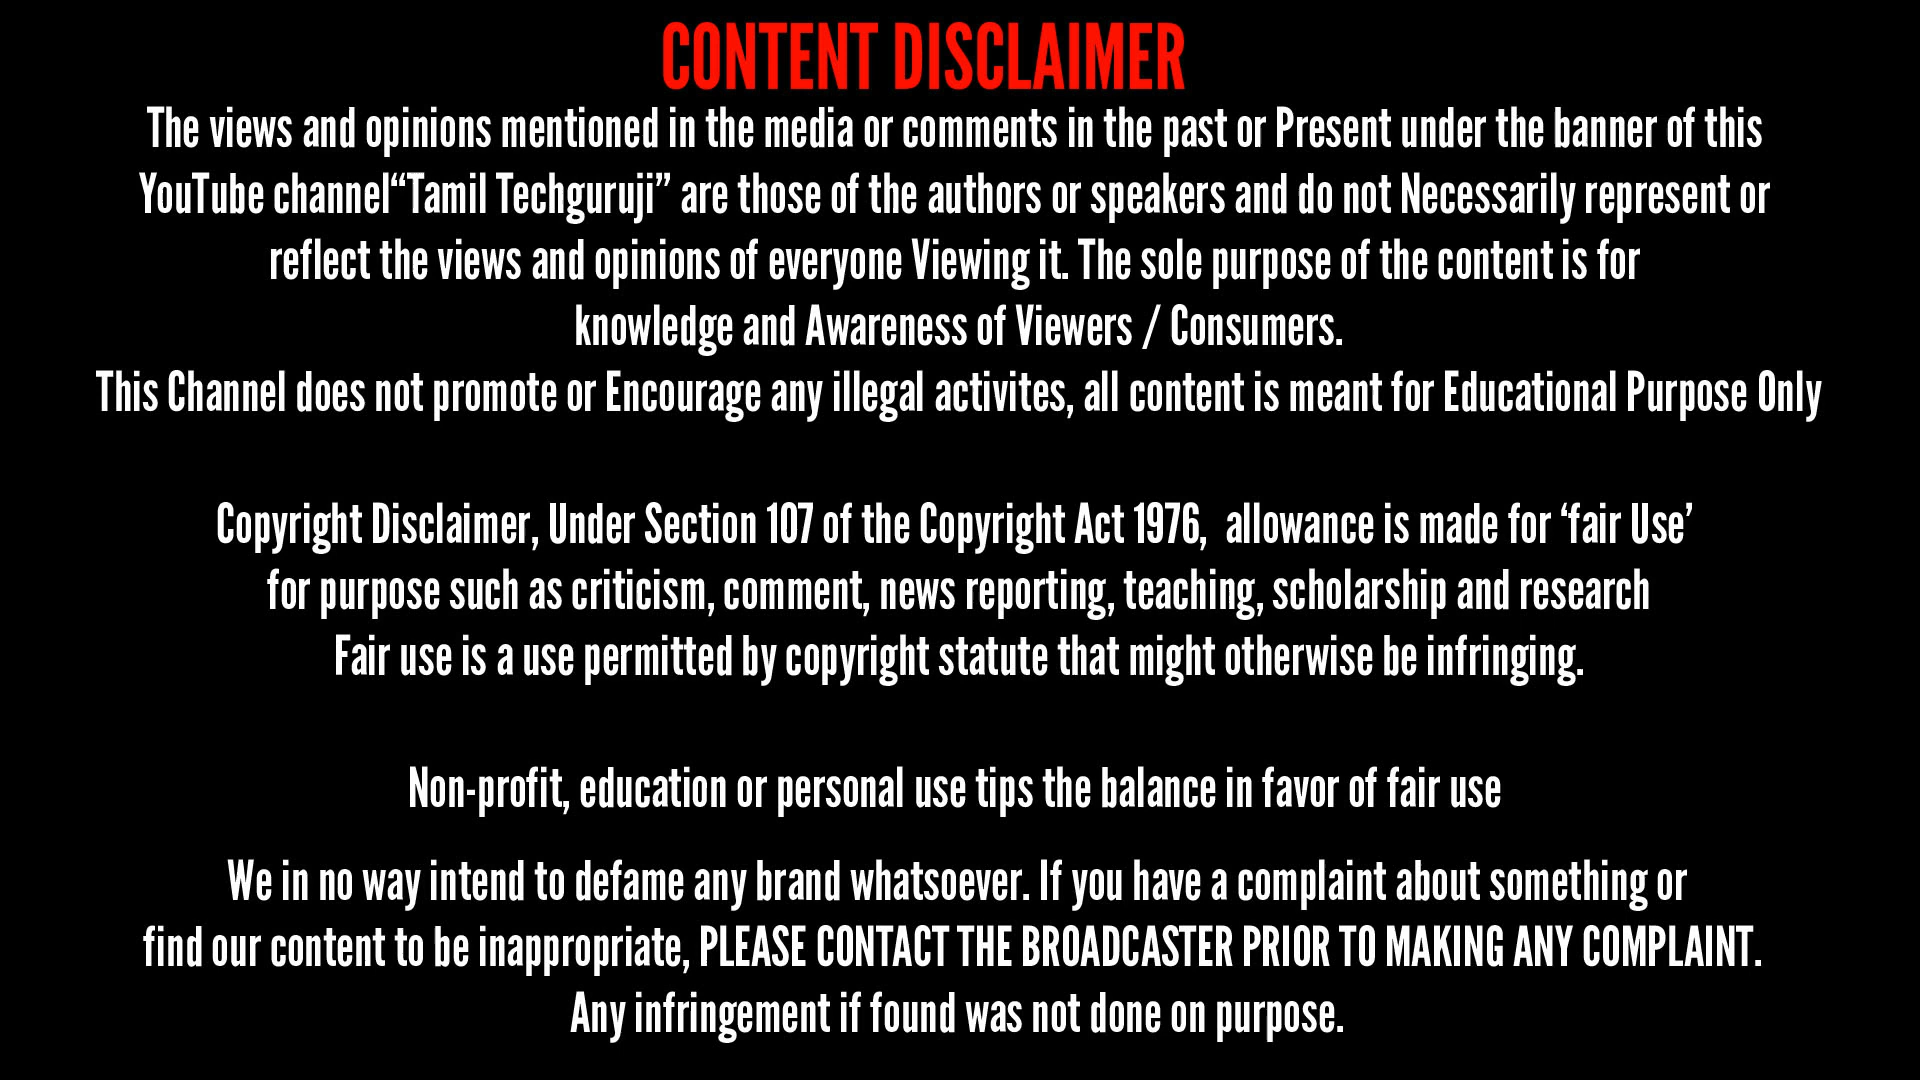 CONTENT DISCLAIMER
The views and opinions mentioned in the media or comments in the past or Present under the banner of this
YouTube channel“Tamil Techguruji” are those of the authors or speakers and do not Necessarily represent or
reflect the views and opinions of everyone Viewing it. The sole purpose of the content is for
knowledge and Awareness of Viewers / Consumers.
This Channel does not promote or Encourage any illegal activites, all content is meant for Educational Purpose Only
Copyright Disclaimer, Under Section 107 of the Copyright Act 1976,  allowance is made for ‘fair Use’
for purpose such as criticism, comment, news reporting, teaching, scholarship and research
Fair use is a use permitted by copyright statute that might otherwise be infringing.
Non-profit, education or personal use tips the balance in favor of fair use
We in no way intend to defame any brand whatsoever. If you have a complaint about something or
find our content to be inappropriate, PLEASE CONTACT THE BROADCASTER PRIOR TO MAKING ANY COMPLAINT.
Any infringement if found was not done on purpose.